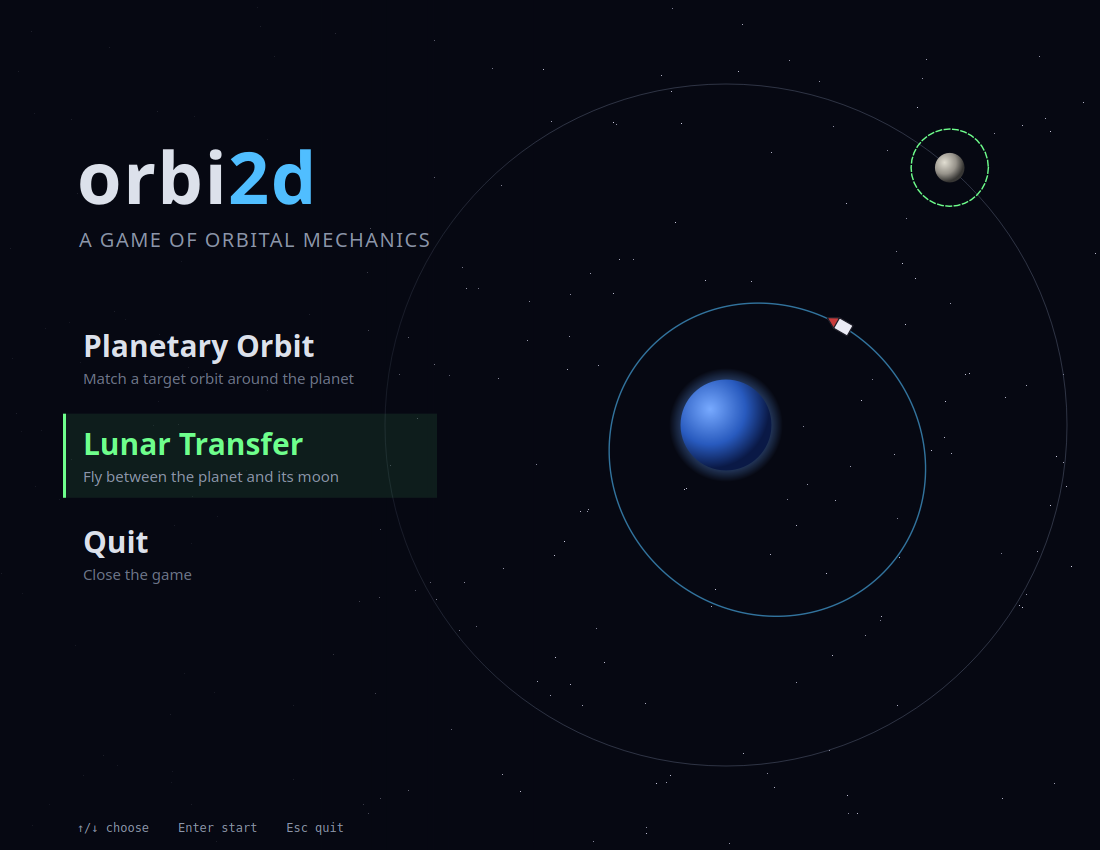 orbi2d
A GAME OF ORBITAL MECHANICS
Planetary Orbit
Match a target orbit around the planet
Lunar Transfer
Fly between the planet and its moon
Quit
Close the game
↑/↓ choose    Enter start    Esc quit